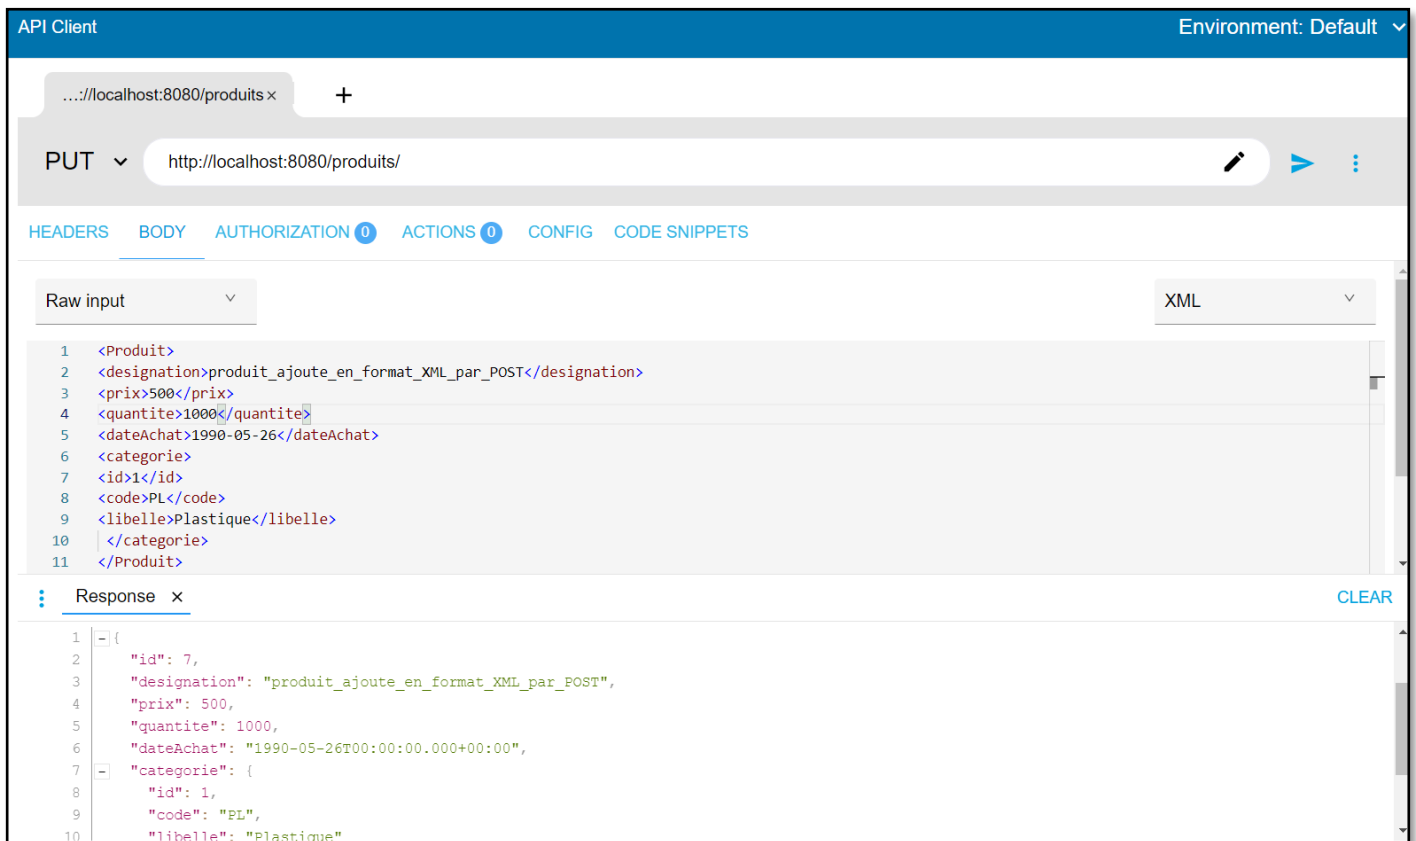 API Client
Environment: Default
...://localhost:8080/produits ×
+
PUT
http://localhost:8080/produits/
HEADERS BODY AUTHORIZATION 0 ACTIONS 0 CONFIG CODE SNIPPETS
Raw input
XML
1 <Produit>
2 <designation>produit_ajoute_en_format_XML_par_POST</designation>
3 <prix>500</prix>
4 <quantite>1000</quantite>
5 <dateAchat>1990-05-26</dateAchat>
6 <categorie>
7 <id>1</id>
8 <code>PL</code>
9 <libelle>Plastique</libelle>
10 </categorie>
11 </Produit>
Response ×
CLEAR
1 {
2 "id": 7,
3 "designation": "produit_ajoute_en_format_XML_par_POST",
4 "prix": 500,
5 "quantite": 1000,
6 "dateAchat": "1990-05-26T00:00:00.000+00:00",
7 "categorie": {
8 "id": 1,
9 "code": "PL",
10 "libelle": "Plastique"